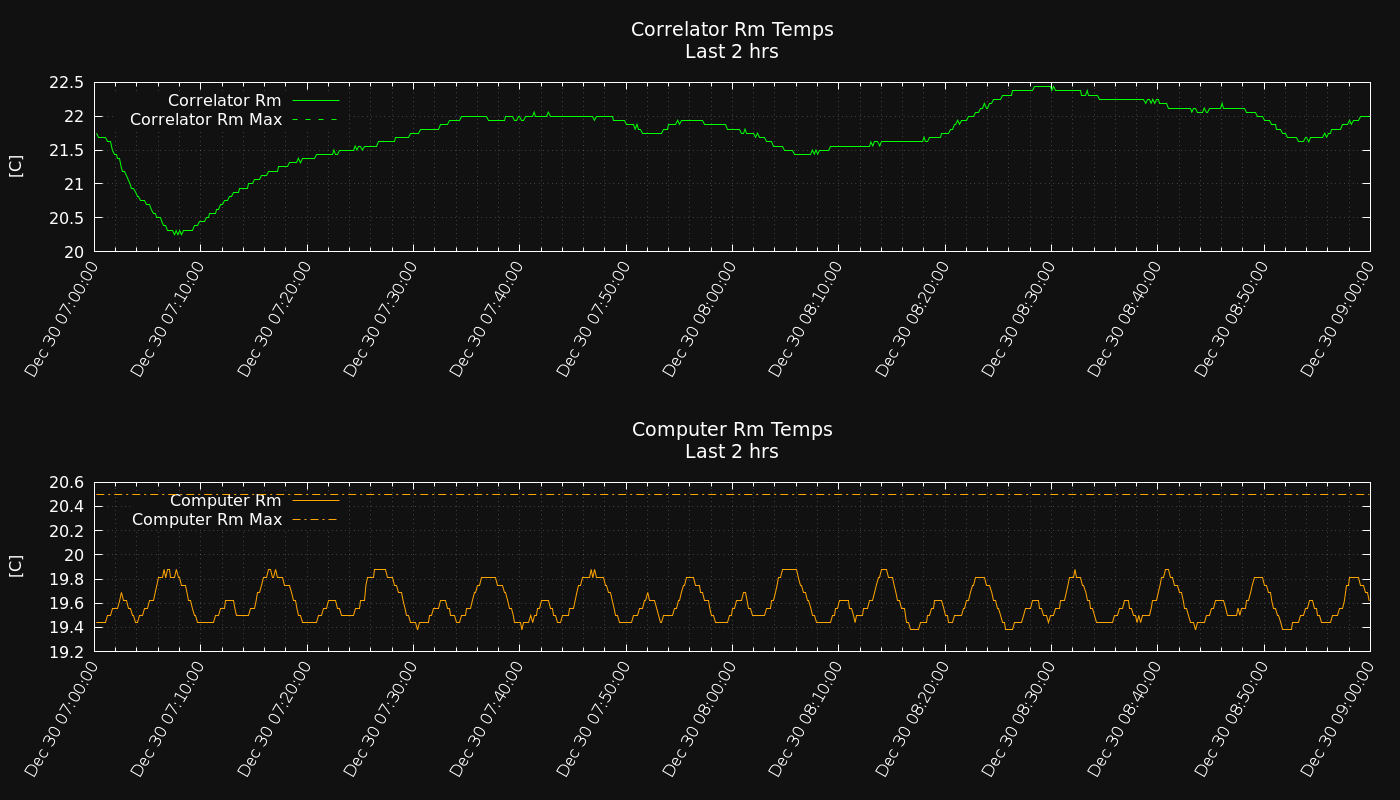 Correlator Rm Temps
Last 2 hrs
22.5
22
21.5
21
20.5
20
[C]
Correlator Rm
Correlator Rm Max
Dec 30 07:00:00
Dec 30 07:10:00
Dec 30 07:20:00
Dec 30 07:30:00
Dec 30 07:40:00
Dec 30 07:50:00
Dec 30 08:00:00
Dec 30 08:10:00
Dec 30 08:20:00
Dec 30 08:30:00
Dec 30 08:40:00
Dec 30 08:50:00
Dec 30 09:00:00
Computer Rm Temps
Last 2 hrs
20.6
20.4
20.2
20
19.8
19.6
19.4
19.2
[C]
Computer Rm
Computer Rm Max
Dec 30 07:00:00
Dec 30 07:10:00
Dec 30 07:20:00
Dec 30 07:30:00
Dec 30 07:40:00
Dec 30 07:50:00
Dec 30 08:00:00
Dec 30 08:10:00
Dec 30 08:20:00
Dec 30 08:30:00
Dec 30 08:40:00
Dec 30 08:50:00
Dec 30 09:00:00